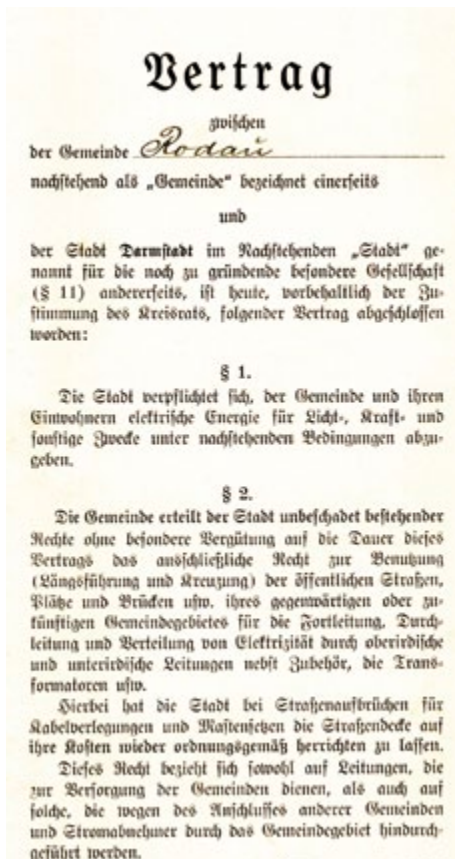 Vertrag
zwischen
der Gemeinde Rodau
nachstehend als „Gemeinde“ bezeichnet einerseits
und
der Stadt Darmstadt im Nachstehenden „Stadt“ ge-
nannt für die noch zu gründende besondere Gesellschaft
(§ 11) andererseits, ist heute, vorbehaltlich der Zu-
stimmung des Kreisrats, folgender Vertrag abgeschlossen
worden:
§ 1.
Die Stadt verpflichtet sich, der Gemeinde und ihren
Einwohnern elektrische Energie für Licht-, Kraft- und
sonstige Zwecke unter nachstehenden Bedingungen abzu-
geben.
§ 2.
Die Gemeinde erteilt der Stadt unbeschadet bestehender
Rechte ohne besondere Vergütung auf die Dauer dieses
Vertrags das ausschließliche Recht zur Benutzung
(Längsführung und Kreuzung) der öffentlichen Straßen,
Plätze und Brücken usw. ihres gegenwärtigen oder zu-
künftigen Gemeindegebietes für die Fortleitung, Durch-
leitung und Verteilung von Elektrizität durch oberirdische
und unterirdische Leitungen nebst Zubehör, die Trans-
formatoren usw.
Hierbei hat die Stadt bei Straßenaufbrüchen für
Kabelverlegungen und Mastensetzen die Straßendecke auf
ihre Kosten wieder ordnungsgemäß herrichten zu lassen.
Dieses Recht bezieht sich sowohl auf Leitungen, die
zur Versorgung der Gemeinden dienen, als auch auf
solche, die wegen des Anschlusses anderer Gemeinden
und Stromabnehmer durch das Gemeindegebiet hindurch-
geführt werden.